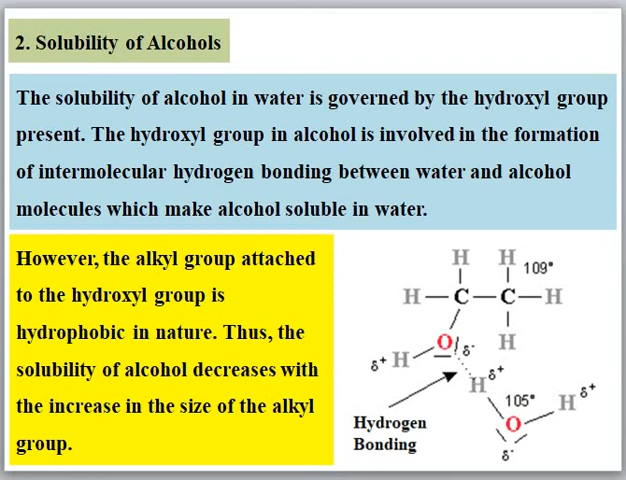 2. Solubility of Alcohols
The solubility of alcohol in water is governed by the hydroxyl group
present. The hydroxyl group in alcohol is involved in the formation
of intermolecular hydrogen bonding between water and alcohol
molecules which make alcohol soluble in water.
However, the alkyl group attached
to the hydroxyl group is
hydrophobic in nature. Thus, the
solubility of alcohol decreases with
the increase in the size of the alkyl
group.
H H 109°
H—C—C—H
O δ- H
δ+ H
H δ+
105° H δ+
O
δ-
Hydrogen
Bonding